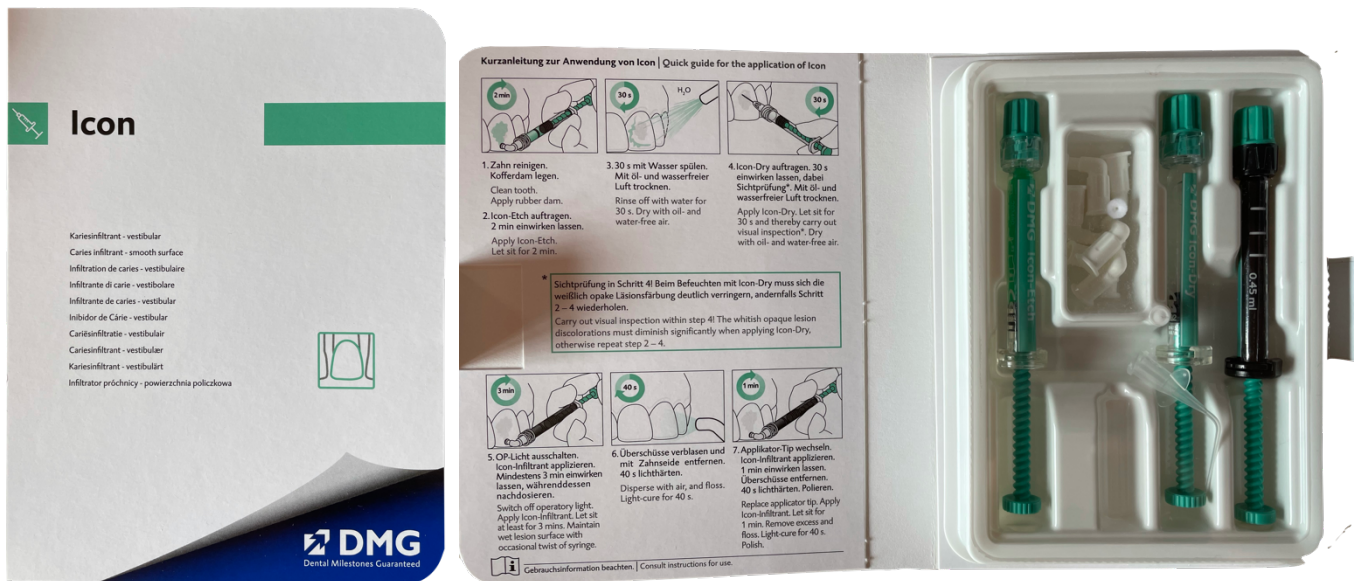 Icon
Kariesinfiltrant - vestibular
Caries infiltrant - smooth surface
Infiltration de caries - vestibulaire
Infiltrante di carie - vestibolare
Infiltrante de caries - vestibular
Inibidor de Cárie - vestibular
Cariësinfiltratie - vestibulair
Cariesinfiltrant - vestibulær
Kariesinfiltrant - vestibulärt
Infiltrator próchnicy - powierzchnia policzkowa
DMG
Dental Milestones Guaranteed
Kurzanleitung zur Anwendung von Icon | Quick guide for the application of Icon
2 min
30 s
H₂O
30 s
1. Zahn reinigen.
Kofferdam legen.
Clean tooth.
Apply rubber dam.
2. Icon-Etch auftragen.
2 min einwirken lassen.
Apply Icon-Etch.
Let sit for 2 min.
3. 30 s mit Wasser spülen.
Mit öl- und wasserfreier
Luft trocknen.
Rinse off with water for
30 s. Dry with oil- and
water-free air.
4. Icon-Dry auftragen. 30 s
einwirken lassen, dabei
Sichtprüfung*. Mit öl- und
wasserfreier Luft trocknen.
Apply Icon-Dry. Let sit for
30 s and thereby carry out
visual inspection*. Dry
with oil- and water-free air.
* Sichtprüfung in Schritt 4! Beim Befeuchten mit Icon-Dry muss sich die
weißlich opake Läsionsfärbung deutlich verringern, andernfalls Schritt
2 – 4 wiederholen.
Carry out visual inspection within step 4! The whitish opaque lesion
discolorations must diminish significantly when applying Icon-Dry,
otherwise repeat step 2 – 4.
3 min
40 s
1 min
5. OP-Licht ausschalten.
Icon-Infiltrant applizieren.
Mindestens 3 min einwirken
lassen, währenddessen
nachdosieren.
Switch off operatory light.
Apply Icon-Infiltrant. Let sit
at least for 3 mins. Maintain
wet lesion surface with
occasional twist of syringe.
6. Überschüsse verblasen und
mit Zahnseide entfernen.
40 s lichthärten.
Disperse with air, and floss.
Light-cure for 40 s.
7. Applikator-Tip wechseln.
Icon-Infiltrant applizieren.
1 min einwirken lassen.
Überschüsse entfernen.
40 s lichthärten. Polieren.
Replace applicator tip. Apply
Icon-Infiltrant. Let sit for
1 min. Remove excess and
floss. Light-cure for 40 s.
Polish.
Gebrauchsinformation beachten. | Consult instructions for use.
DMG Icon-Etch
DMG Icon-Dry
0.45 ml